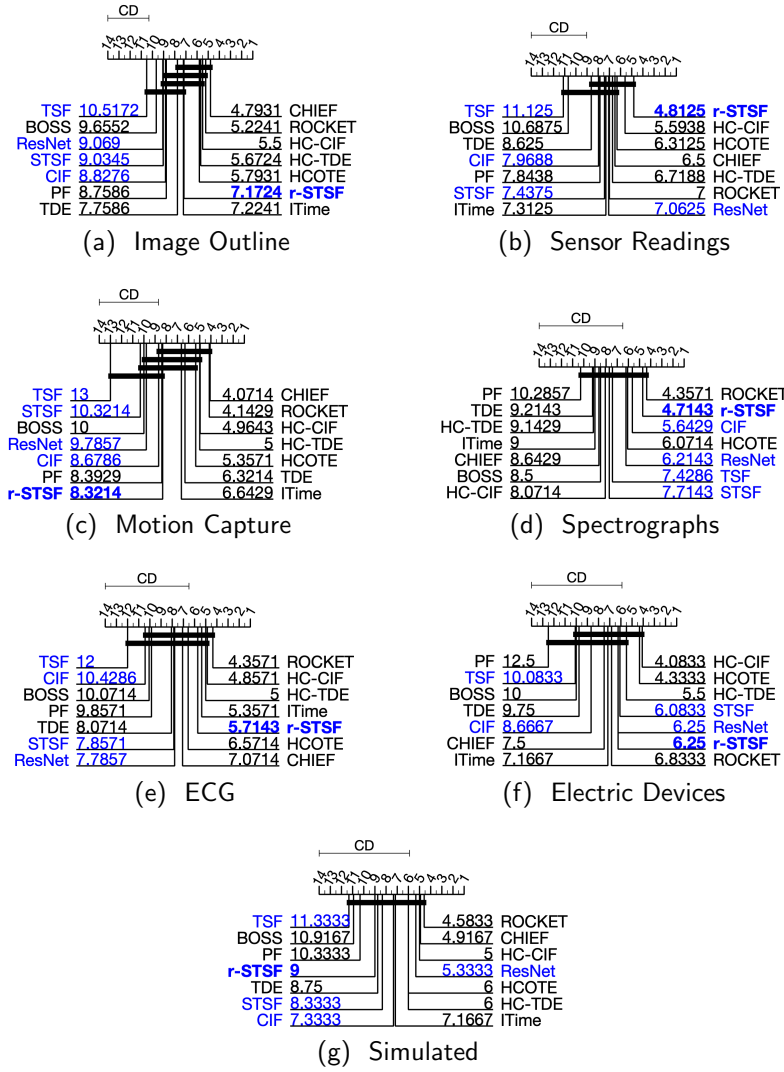 CD
14 13 12 11 10 9 8 7 6 5 4 3 2 1
TSF 10.5172 4.7931 CHIEF
BOSS 9.6552 5.2241 ROCKET
ResNet 9.069 5.5 HC-CIF
STSF 9.0345 5.6724 HC-TDE
CIF 8.8276 5.7931 HCOTE
PF 8.7586 7.1724 r-STSF
TDE 7.7586 7.2241 ITime
(a) Image Outline
CD
14 13 12 11 10 9 8 7 6 5 4 3 2 1
TSF 11.125 4.8125 r-STSF
BOSS 10.6875 5.5938 HC-CIF
TDE 8.625 6.3125 HCOTE
CIF 7.9688 6.5 CHIEF
PF 7.8438 6.7188 HC-TDE
STSF 7.4375 7 ROCKET
ITime 7.3125 7.0625 ResNet
(b) Sensor Readings
CD
14 13 12 11 10 9 8 7 6 5 4 3 2 1
TSF 13 4.0714 CHIEF
STSF 10.3214 4.1429 ROCKET
BOSS 10 4.9643 HC-CIF
ResNet 9.7857 5 HC-TDE
CIF 8.6786 5.3571 HCOTE
PF 8.3929 6.3214 TDE
r-STSF 8.3214 6.6429 ITime
(c) Motion Capture
CD
14 13 12 11 10 9 8 7 6 5 4 3 2 1
PF 10.2857 4.3571 ROCKET
TDE 9.2143 4.7143 r-STSF
HC-TDE 9.1429 5.6429 CIF
ITime 9 6.0714 HCOTE
CHIEF 8.6429 6.2143 ResNet
BOSS 8.5 7.4286 TSF
HC-CIF 8.0714 7.7143 STSF
(d) Spectrographs
CD
14 13 12 11 10 9 8 7 6 5 4 3 2 1
TSF 12 4.3571 ROCKET
CIF 10.4286 4.8571 HC-CIF
BOSS 10.0714 5 HC-TDE
PF 9.8571 5.3571 ITime
TDE 8.0714 5.7143 r-STSF
STSF 7.8571 6.5714 HCOTE
ResNet 7.7857 7.0714 CHIEF
(e) ECG
CD
14 13 12 11 10 9 8 7 6 5 4 3 2 1
PF 12.5 4.0833 HC-CIF
TSF 10.0833 4.3333 HCOTE
BOSS 10 5.5 HC-TDE
TDE 9.75 6.0833 STSF
CIF 8.6667 6.25 ResNet
CHIEF 7.5 6.25 r-STSF
ITime 7.1667 6.8333 ROCKET
(f) Electric Devices
CD
14 13 12 11 10 9 8 7 6 5 4 3 2 1
TSF 11.3333 4.5833 ROCKET
BOSS 10.9167 4.9167 CHIEF
PF 10.3333 5 HC-CIF
r-STSF 9 5.3333 ResNet
TDE 8.75 6 HCOTE
STSF 8.3333 6 HC-TDE
CIF 7.3333 7.1667 ITime
(g) Simulated